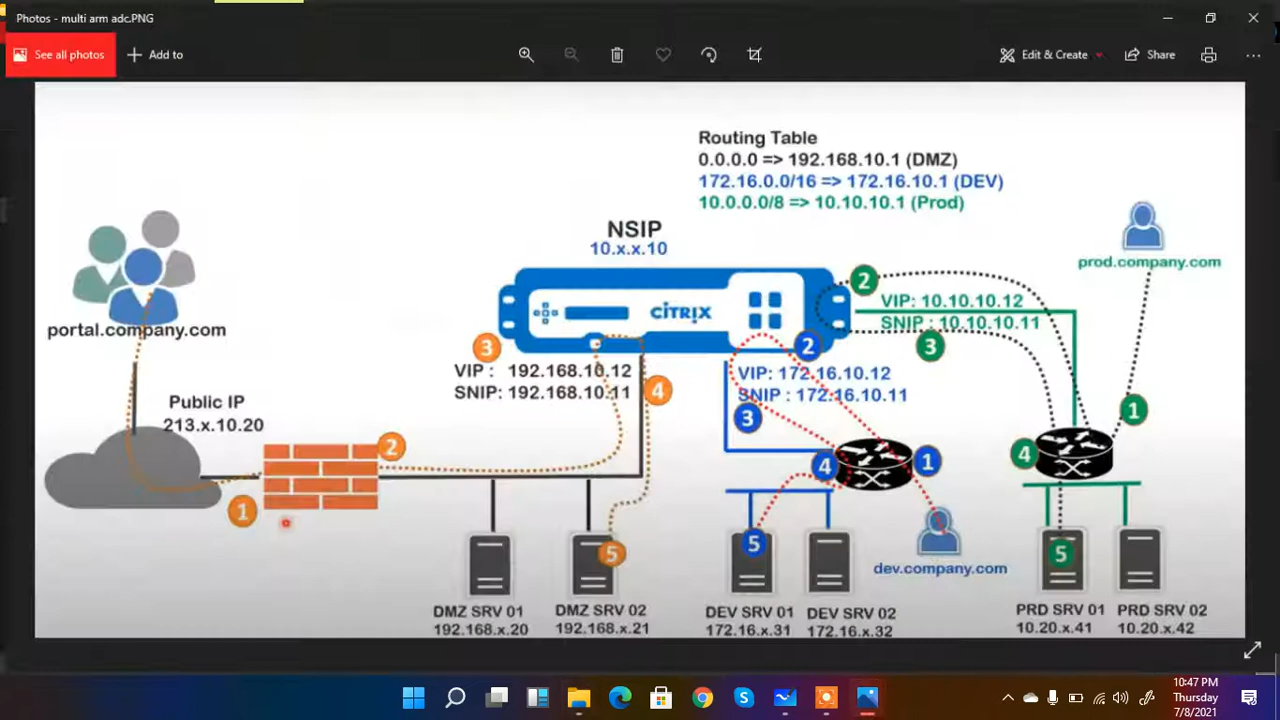 Photos - multi arm adc.PNG
See all photos
Add to
Edit & Create
Share
Routing Table
0.0.0.0 => 192.168.10.1 (DMZ)
172.16.0.0/16 => 172.16.10.1 (DEV)
10.0.0.0/8 => 10.10.10.1 (Prod)
NSIP
10.x.x.10
portal.company.com
prod.company.com
CİTRIX
2
VIP: 10.10.10.12
SNIP : 10.10.10.11
3
3
VIP : 192.168.10.12
SNIP: 192.168.10.11
4
2
VIP: 172.16.10.12
SNIP : 172.16.10.11
3
Public IP
213.x.10.20
1
2
1
4
1
4
5
5
5
dev.company.com
DMZ SRV 01
192.168.x.20
DMZ SRV 02
192.168.x.21
DEV SRV 01
172.16.x.31
DEV SRV 02
172.16.x.32
PRD SRV 01
10.20.x.41
PRD SRV 02
10.20.x.42
10:47 PM
Thursday
7/8/2021